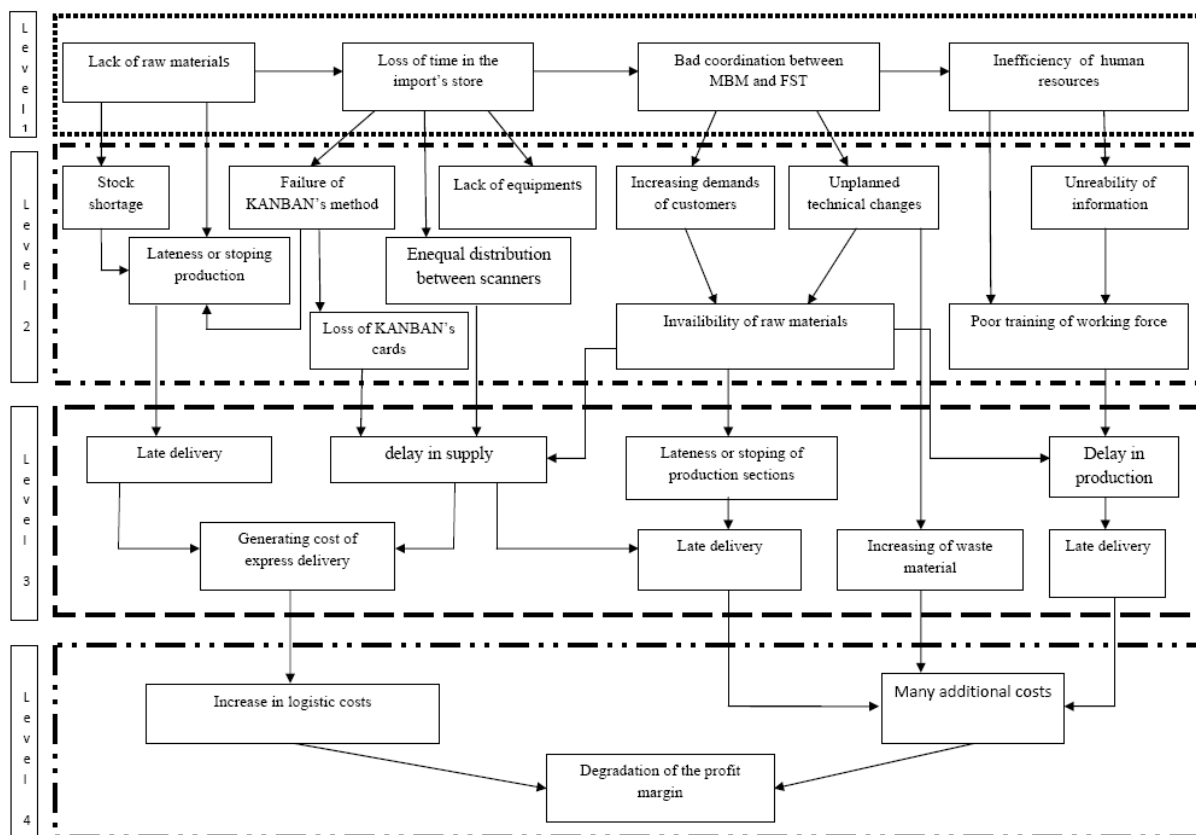 Level 1
Lack of raw materials
Loss of time in the
import's store
Bad coordination between
MBM and FST
Inefficiency of human
resources
Level 2
Stock
shortage
Failure of
KANBAN's method
Lack of equipments
Increasing demands
of customers
Unplanned
technical changes
Unreability of
information
Lateness or stoping
production
Enequal distribution
between scanners
Loss of KANBAN's
cards
Invailibility of raw materials
Poor training of working force
Level 3
Late delivery
delay in supply
Lateness or stoping of
production sections
Delay in
production
Generating cost of
express delivery
Late delivery
Increasing of waste
material
Late delivery
Level 4
Increase in logistic costs
Many additional costs
Degradation of the profit
margin